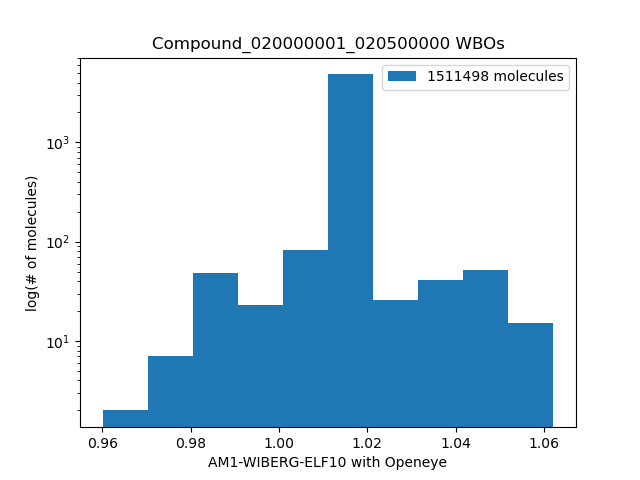 Compound_020000001_020500000 WBOs
1511498 molecules
log(# of molecules)
10³
10²
10¹
0.96 0.98 1.00 1.02 1.04 1.06
AM1-WIBERG-ELF10 with Openeye